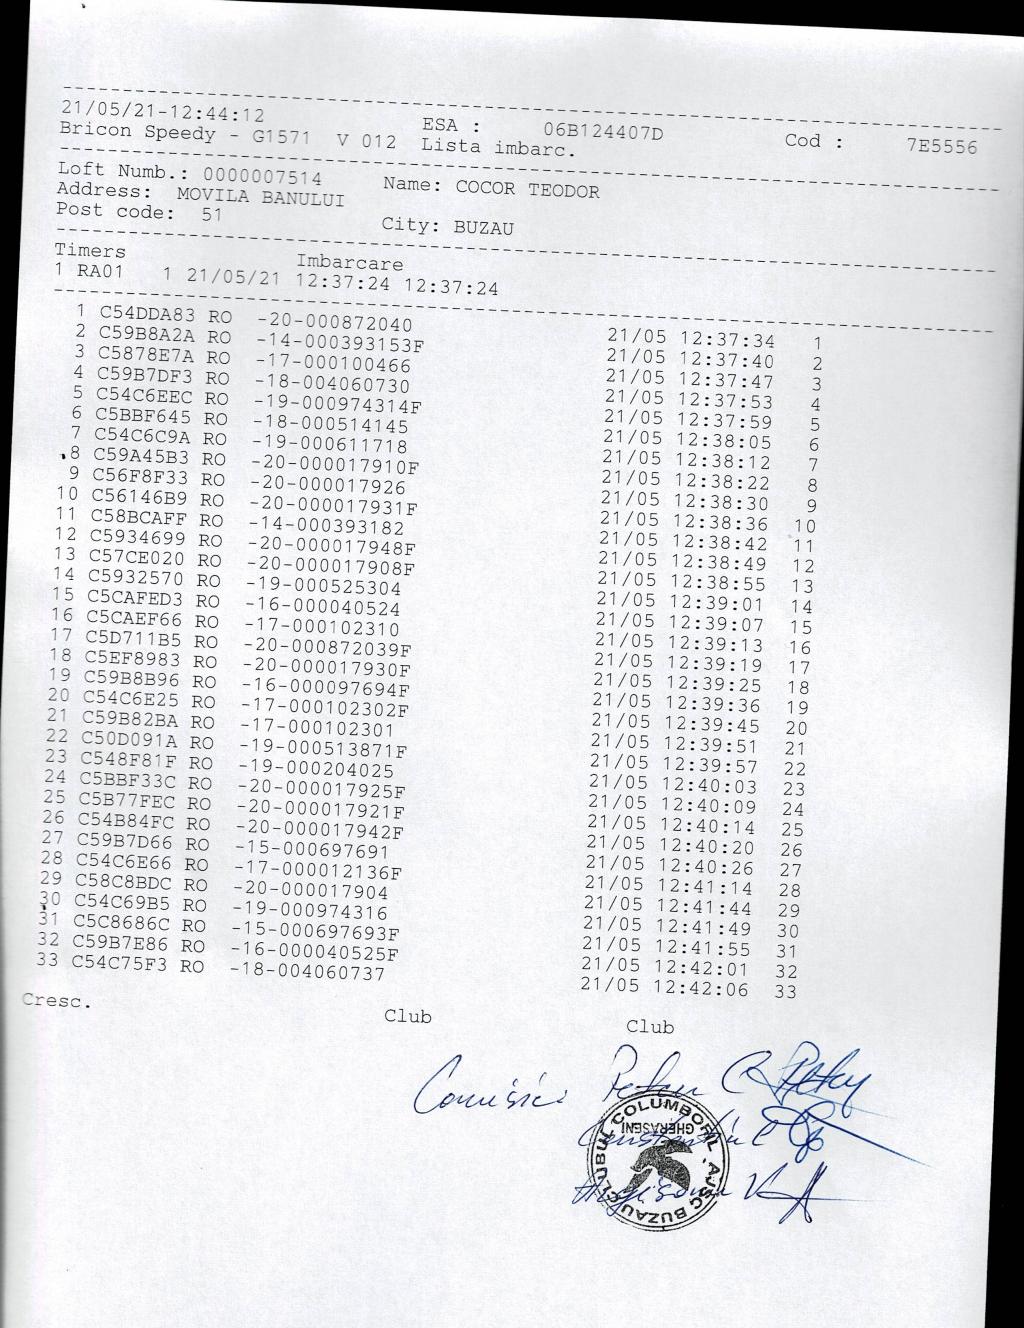 21/05/21-12:44:12 ESA : 06B124407D Cod : 7E5556
Bricon Speedy - G1571 V 012 Lista imbarc.
Loft Numb.: 0000007514 Name: COCOR TEODOR
Address: MOVILA BANULUI
Post code: 51 City: BUZAU
Timers Imbarcare
1 RA01 1 21/05/21 12:37:24 12:37:24
1 C54DDA83 RO -20-000872040 21/05 12:37:34 1
2 C59B8A2A RO -14-000393153F 21/05 12:37:40 2
3 C5878E7A RO -17-000100466 21/05 12:37:47 3
4 C59B7DF3 RO -18-004060730 21/05 12:37:53 4
5 C54C6EEC RO -19-000974314F 21/05 12:37:59 5
6 C5BBF645 RO -18-000514145 21/05 12:38:05 6
7 C54C6C9A RO -19-000611718 21/05 12:38:12 7
8 C59A45B3 RO -20-000017910F 21/05 12:38:22 8
9 C56F8F33 RO -20-000017926 21/05 12:38:30 9
10 C56146B9 RO -20-000017931F 21/05 12:38:36 10
11 C58BCAFF RO -14-000393182 21/05 12:38:42 11
12 C5934699 RO -20-000017948F 21/05 12:38:49 12
13 C57CE020 RO -20-000017908F 21/05 12:38:55 13
14 C5932570 RO -19-000525304 21/05 12:39:01 14
15 C5CAFED3 RO -16-000040524 21/05 12:39:07 15
16 C5CAEF66 RO -17-000102310 21/05 12:39:13 16
17 C5D711B5 RO -20-000872039F 21/05 12:39:19 17
18 C5EF8983 RO -20-000017930F 21/05 12:39:25 18
19 C59B8B96 RO -16-000097694F 21/05 12:39:36 19
20 C54C6E25 RO -17-000102302F 21/05 12:39:45 20
21 C59B82BA RO -17-000102301 21/05 12:39:51 21
22 C50D091A RO -19-000513871F 21/05 12:39:57 22
23 C548F81F RO -19-000204025 21/05 12:40:03 23
24 C5BBF33C RO -20-000017925F 21/05 12:40:09 24
25 C5B77FEC RO -20-000017921F 21/05 12:40:14 25
26 C54B84FC RO -20-000017942F 21/05 12:40:20 26
27 C59B7D66 RO -15-000697691 21/05 12:40:26 27
28 C54C6E66 RO -17-000012136F 21/05 12:41:14 28
29 C58C8BDC RO -20-000017904 21/05 12:41:44 29
30 C54C69B5 RO -19-000974316 21/05 12:41:49 30
31 C5C8686C RO -15-000697693F 21/05 12:41:55 31
32 C59B7E86 RO -16-000040525F 21/05 12:42:01 32
33 C54C75F3 RO -18-004060737 21/05 12:42:06 33
Cresc. Club Club
CLUBUL COLUMBOFIL AJSC BUZAU
GHERASENI